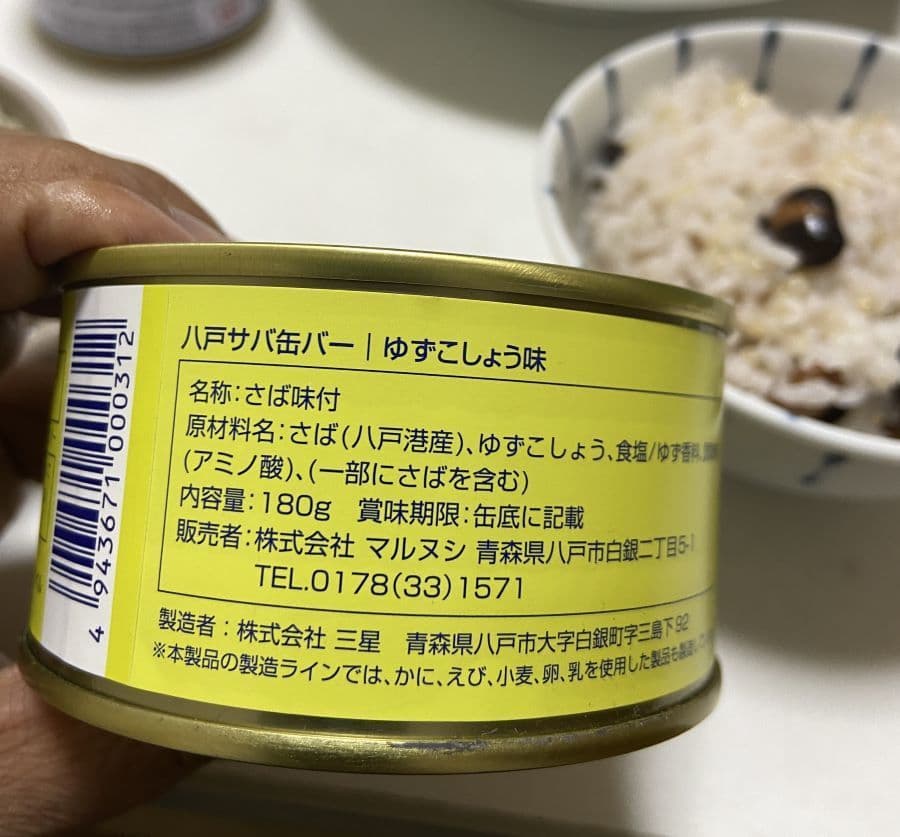 八戸サバ缶バー｜ゆずこしょう味
名称：さば味付
原材料名：さば(八戸港産)、ゆずこしょう、食塩/ゆず香料、
(アミノ酸)、(一部にさばを含む)
内容量：180g　賞味期限：缶底に記載
販売者：株式会社 マルヌシ 青森県八戸市白銀二丁目5-1
TEL.0178(33)1571
製造者：株式会社 三星　青森県八戸市大字白銀町字三島下92
※本製品の製造ラインでは、かに、えび、小麦、卵、乳を使用した製品も製造
4 943671 000312